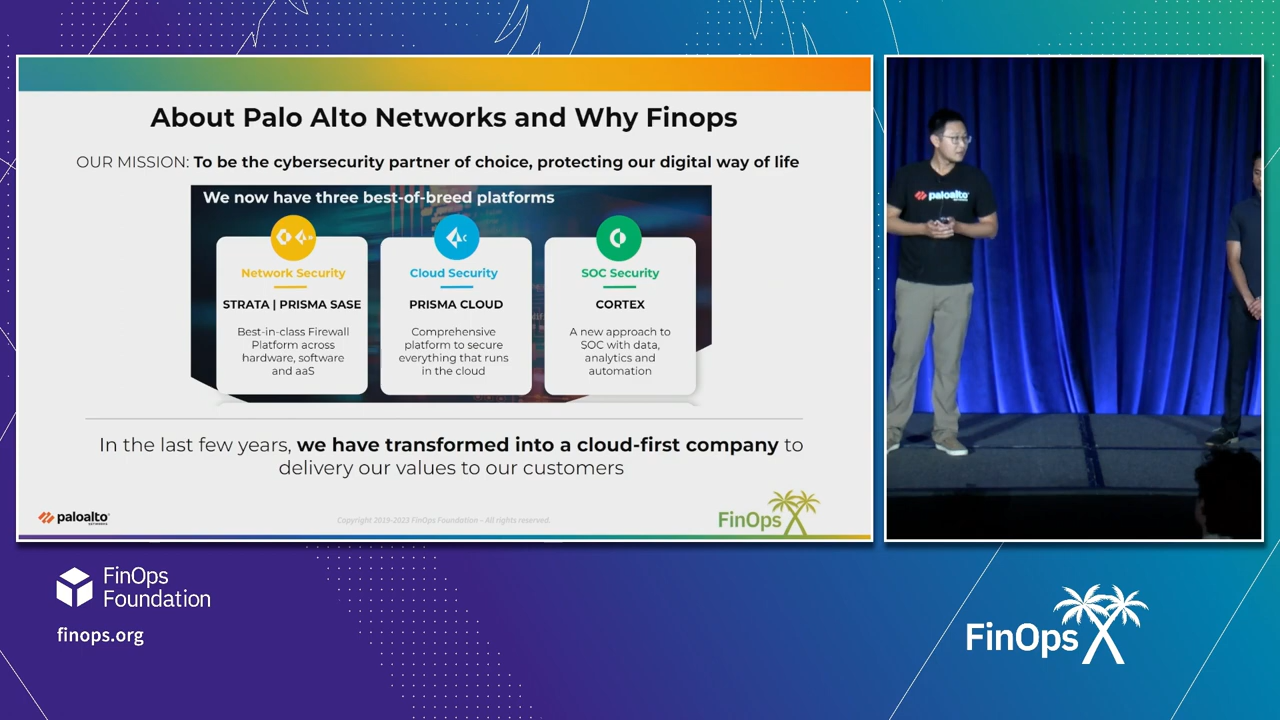 About Palo Alto Networks and Why Finops
OUR MISSION: To be the cybersecurity partner of choice, protecting our digital way of life
We now have three best-of-breed platforms
Network Security
STRATA | PRISMA SASE
Best-in-class Firewall
Platform across
hardware, software
and aaS
Cloud Security
PRISMA CLOUD
Comprehensive
platform to secure
everything that runs
in the cloud
SOC Security
CORTEX
A new approach to
SOC with data,
analytics and
automation
In the last few years, we have transformed into a cloud-first company to
delivery our values to our customers
paloalto
NETWORKS
Copyright 2019-2023 FinOps Foundation – All rights reserved.
FinOps X
paloalto
NETWORKS
FinOps
Foundation
finops.org
FinOps X